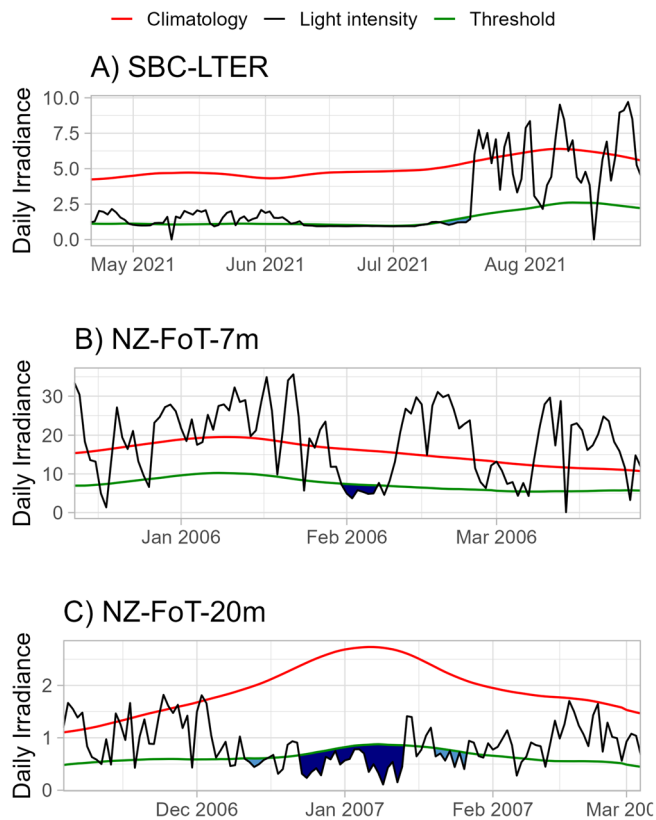 Climatology Light intensity Threshold
A) SBC-LTER
Daily Irradiance
10.0
7.5
5.0
2.5
0.0
May 2021 Jun 2021 Jul 2021 Aug 2021
B) NZ-FoT-7m
Daily Irradiance
30
20
10
0
Jan 2006 Feb 2006 Mar 2006
C) NZ-FoT-20m
Daily Irradiance
2
1
0
Dec 2006 Jan 2007 Feb 2007 Mar 200